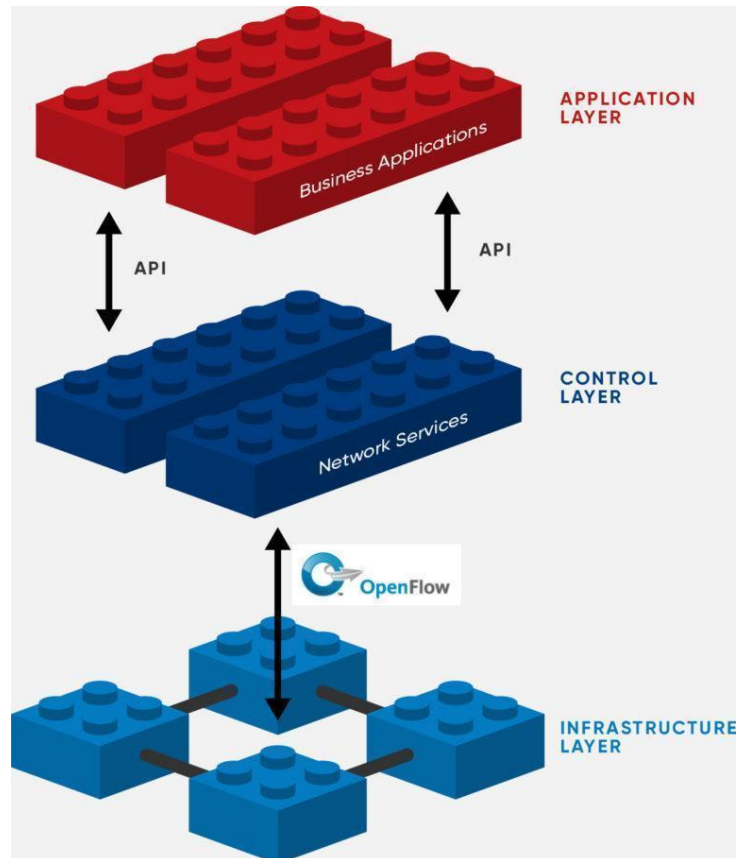 APPLICATION
LAYER
Business Applications
API
API
CONTROL
LAYER
Network Services
OpenFlow
INFRASTRUCTURE
LAYER